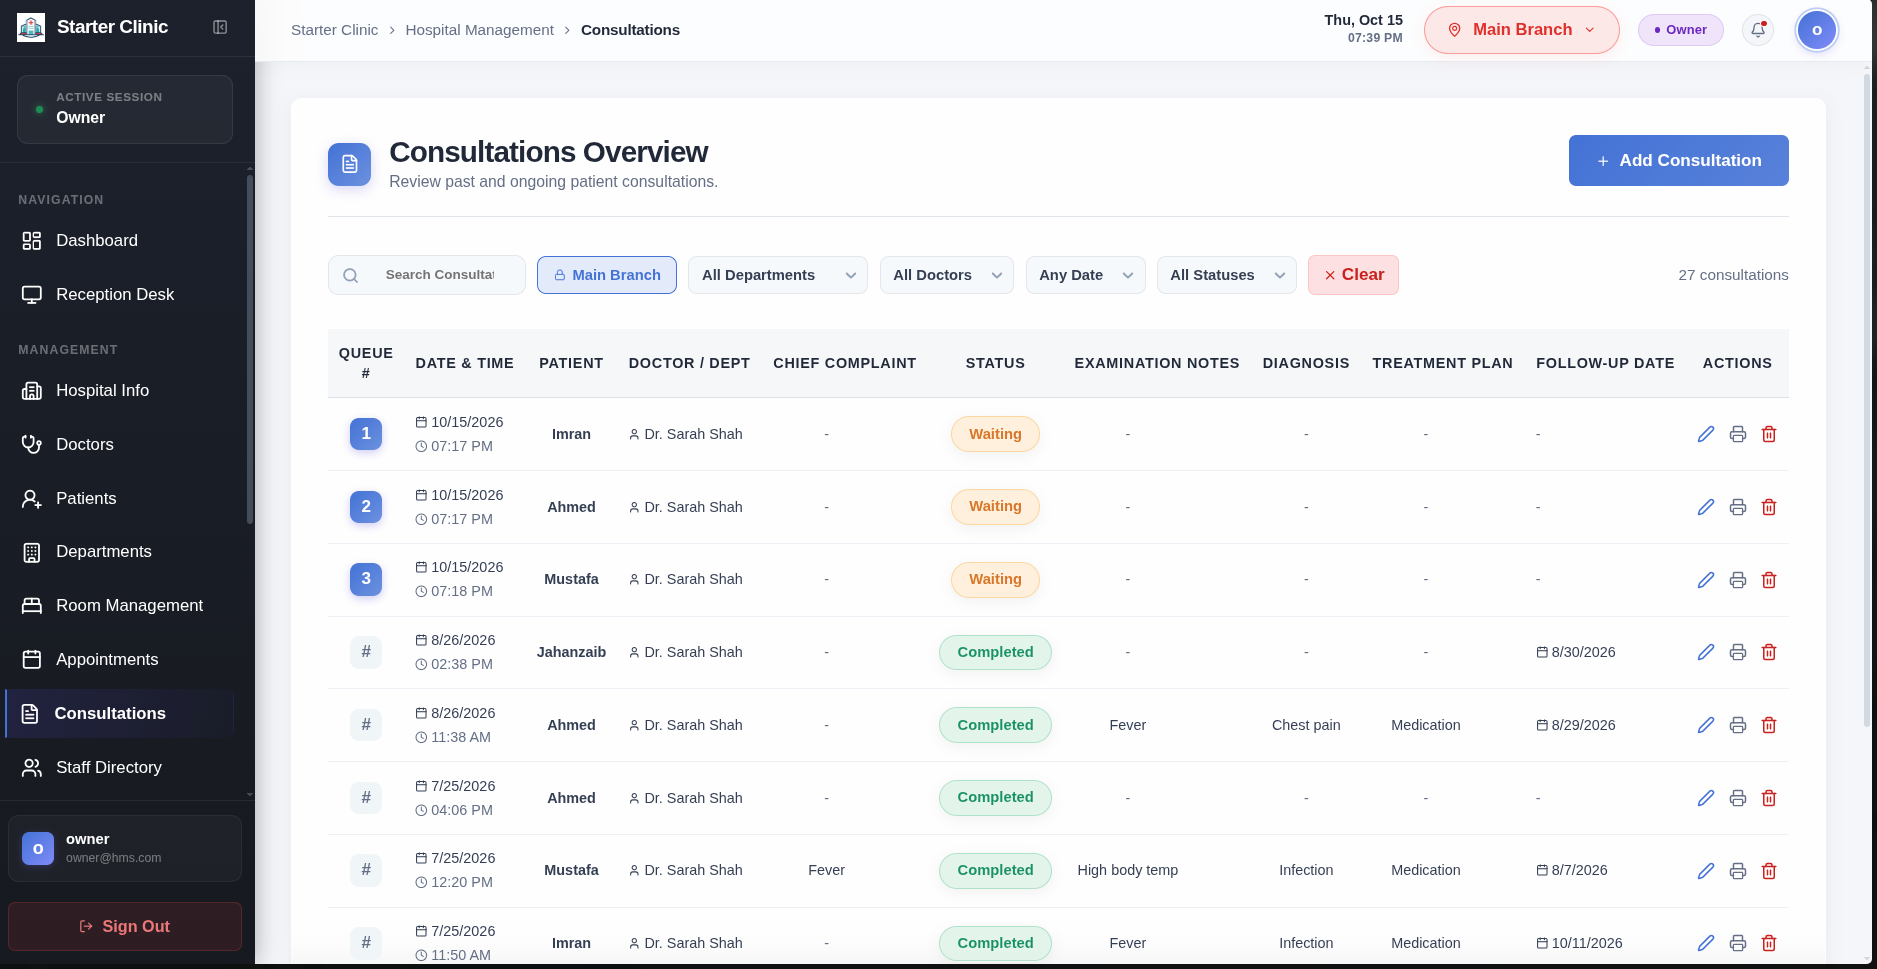 Starter Clinic
ACTIVE SESSION
Owner
NAVIGATION
Dashboard
Reception Desk
MANAGEMENT
Hospital Info
Doctors
Patients
Departments
Room Management
Appointments
Consultations
Staff Directory
o owner
owner@hms.com
Sign Out
Starter Clinic > Hospital Management > Consultations
Thu, Oct 15
07:39 PM
Main Branch
Owner
o
Consultations Overview
Review past and ongoing patient consultations.
+ Add Consultation
Search Consultat Main Branch All Departments All Doctors Any Date All Statuses × Clear 27 consultations
QUEUE # DATE & TIME PATIENT DOCTOR / DEPT CHIEF COMPLAINT STATUS EXAMINATION NOTES DIAGNOSIS TREATMENT PLAN FOLLOW-UP DATE ACTIONS
1 10/15/2026 07:17 PM Imran Dr. Sarah Shah - Waiting - - - -
2 10/15/2026 07:17 PM Ahmed Dr. Sarah Shah - Waiting - - - -
3 10/15/2026 07:18 PM Mustafa Dr. Sarah Shah - Waiting - - - -
# 8/26/2026 02:38 PM Jahanzaib Dr. Sarah Shah - Completed - - - 8/30/2026
# 8/26/2026 11:38 AM Ahmed Dr. Sarah Shah - Completed Fever Chest pain Medication 8/29/2026
# 7/25/2026 04:06 PM Ahmed Dr. Sarah Shah - Completed - - - -
# 7/25/2026 12:20 PM Mustafa Dr. Sarah Shah Fever Completed High body temp Infection Medication 8/7/2026
# 7/25/2026 11:50 AM Imran Dr. Sarah Shah - Completed Fever Infection Medication 10/11/2026